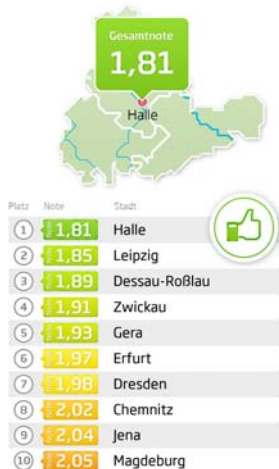 Gesamtnote
1,81
Halle
Platz Note Stadt
1 1,81 Halle
2 1,85 Leipzig
3 1,89 Dessau-Roßlau
4 1,91 Zwickau
5 1,93 Gera
6 1,97 Erfurt
7 1,98 Dresden
8 2,02 Chemnitz
9 2,04 Jena
10 2,05 Magdeburg